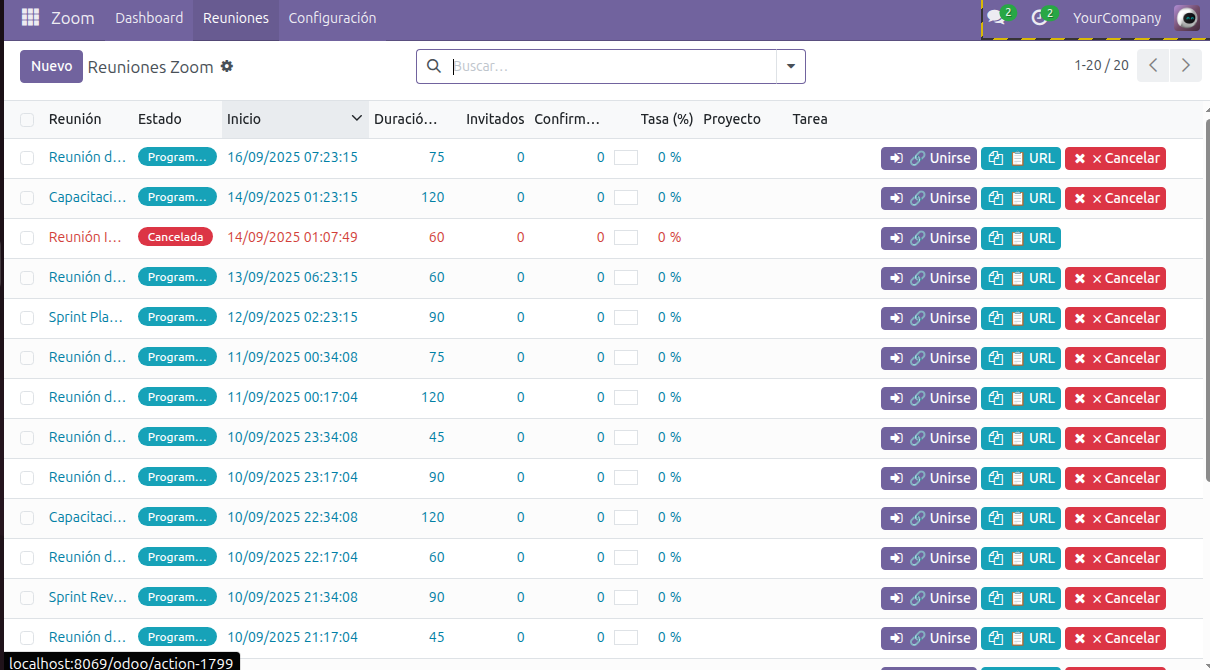 Zoom Dashboard Reuniones Configuración 2 2 YourCompany
Nuevo Reuniones Zoom Buscar... 1-20 / 20
Reunión Estado Inicio Duració... Invitados Confirm... Tasa (%) Proyecto Tarea
Reunión d... Program... 16/09/2025 07:23:15 75 0 0 0 % Unirse URL × Cancelar
Capacitaci... Program... 14/09/2025 01:23:15 120 0 0 0 % Unirse URL × Cancelar
Reunión I... Cancelada 14/09/2025 01:07:49 60 0 0 0 % Unirse URL
Reunión d... Program... 13/09/2025 06:23:15 60 0 0 0 % Unirse URL × Cancelar
Sprint Pla... Program... 12/09/2025 02:23:15 90 0 0 0 % Unirse URL × Cancelar
Reunión d... Program... 11/09/2025 00:34:08 75 0 0 0 % Unirse URL × Cancelar
Reunión d... Program... 11/09/2025 00:17:04 120 0 0 0 % Unirse URL × Cancelar
Reunión d... Program... 10/09/2025 23:34:08 45 0 0 0 % Unirse URL × Cancelar
Reunión d... Program... 10/09/2025 23:17:04 90 0 0 0 % Unirse URL × Cancelar
Capacitaci... Program... 10/09/2025 22:34:08 120 0 0 0 % Unirse URL × Cancelar
Reunión d... Program... 10/09/2025 22:17:04 60 0 0 0 % Unirse URL × Cancelar
Sprint Rev... Program... 10/09/2025 21:34:08 90 0 0 0 % Unirse URL × Cancelar
Reunión d... Program... 10/09/2025 21:17:04 45 0 0 0 % Unirse URL × Cancelar
localhost:8069/odoo/action-1799